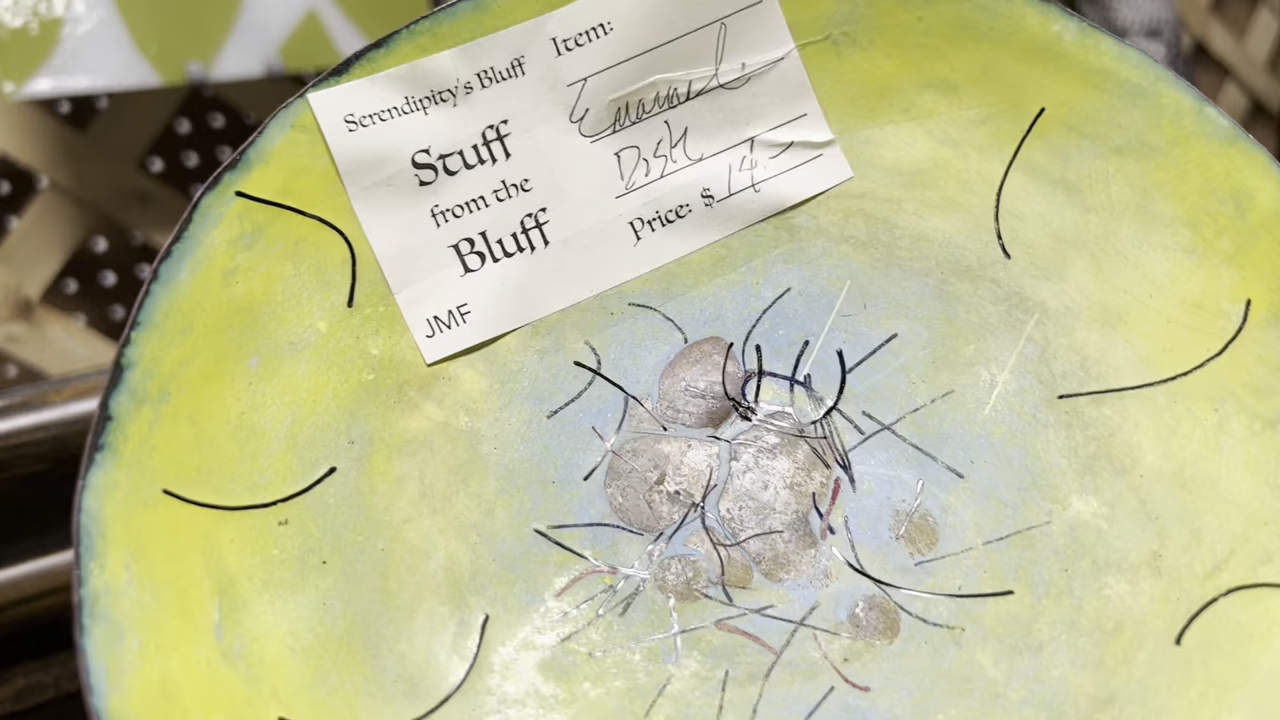 Serendipity's Bluff
Stuff
from the
Bluff
JMF
Item:
Enamel
Dish
Price: $ 14.-